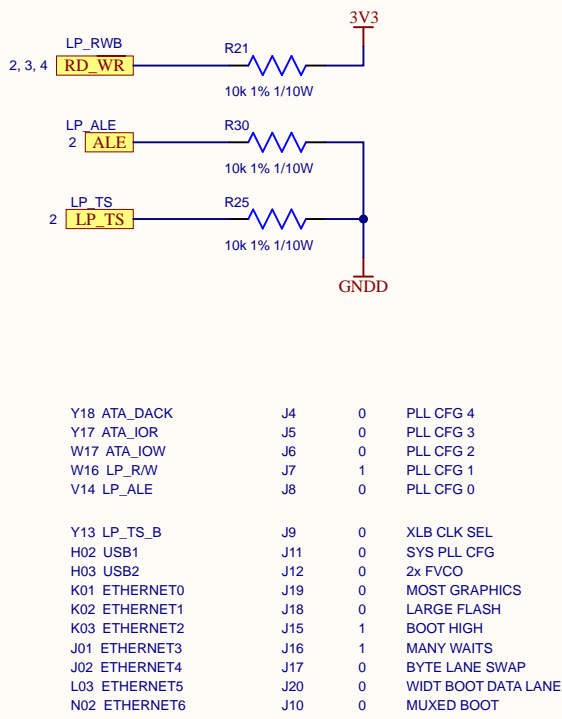 3V3
LP_RWB
R21
2, 3, 4 RD_WR
10k 1% 1/10W
LP_ALE
R30
2 ALE
10k 1% 1/10W
LP_TS
R25
2 LP_TS
10k 1% 1/10W
GNDD
Y18 ATA_DACK J4 0 PLL CFG 4
Y17 ATA_IOR J5 0 PLL CFG 3
W17 ATA_IOW J6 0 PLL CFG 2
W16 LP_R/W J7 1 PLL CFG 1
V14 LP_ALE J8 0 PLL CFG 0
Y13 LP_TS_B J9 0 XLB CLK SEL
H02 USB1 J11 0 SYS PLL CFG
H03 USB2 J12 0 2x FVCO
K01 ETHERNET0 J19 0 MOST GRAPHICS
K02 ETHERNET1 J18 0 LARGE FLASH
K03 ETHERNET2 J15 1 BOOT HIGH
J01 ETHERNET3 J16 1 MANY WAITS
J02 ETHERNET4 J17 0 BYTE LANE SWAP
L03 ETHERNET5 J20 0 WIDT BOOT DATA LANE
N02 ETHERNET6 J10 0 MUXED BOOT